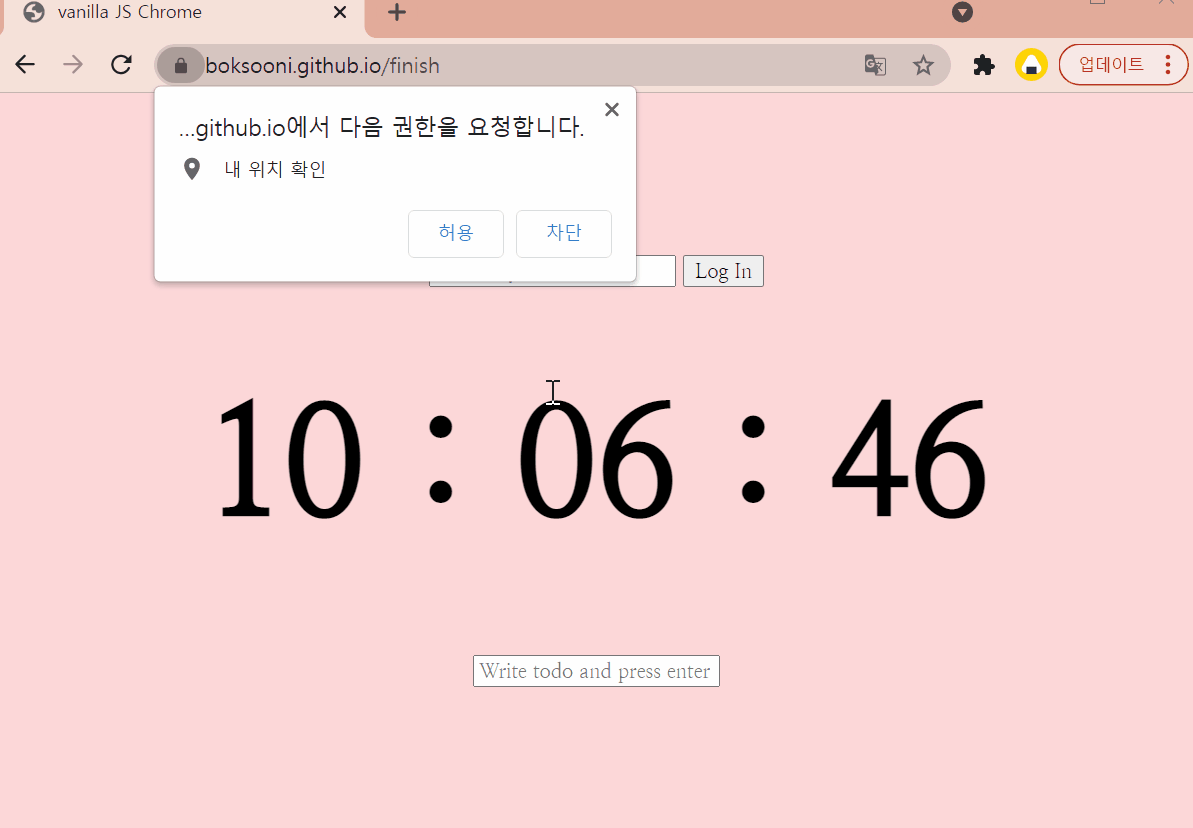 vanilla JS Chrome
boksooni.github.io/finish
업데이트
...github.io에서 다음 권한을 요청합니다.
내 위치 확인
허용 차단
Log In
10 : 06 : 46
Write todo and press enter